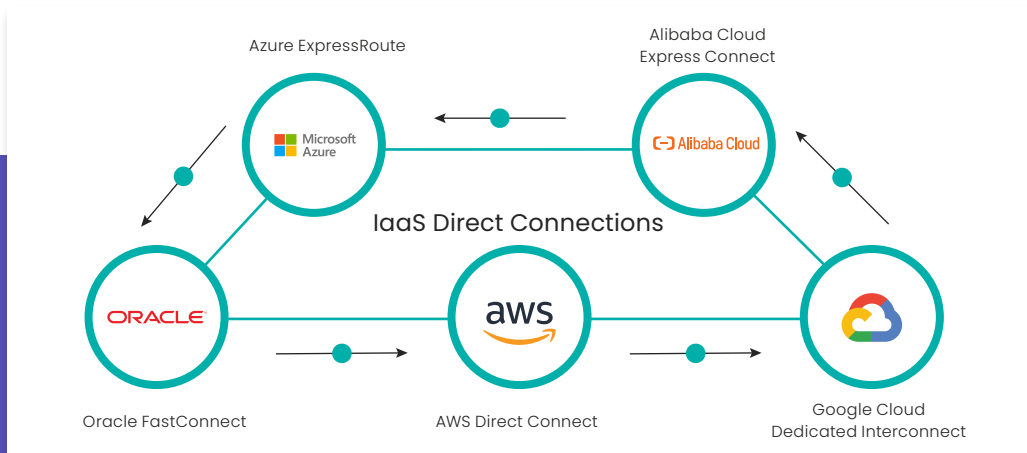 Azure ExpressRoute
Alibaba Cloud
Express Connect
Microsoft
Azure
Alibaba Cloud
IaaS Direct Connections
ORACLE
aws
Oracle FastConnect
AWS Direct Connect
Google Cloud
Dedicated Interconnect